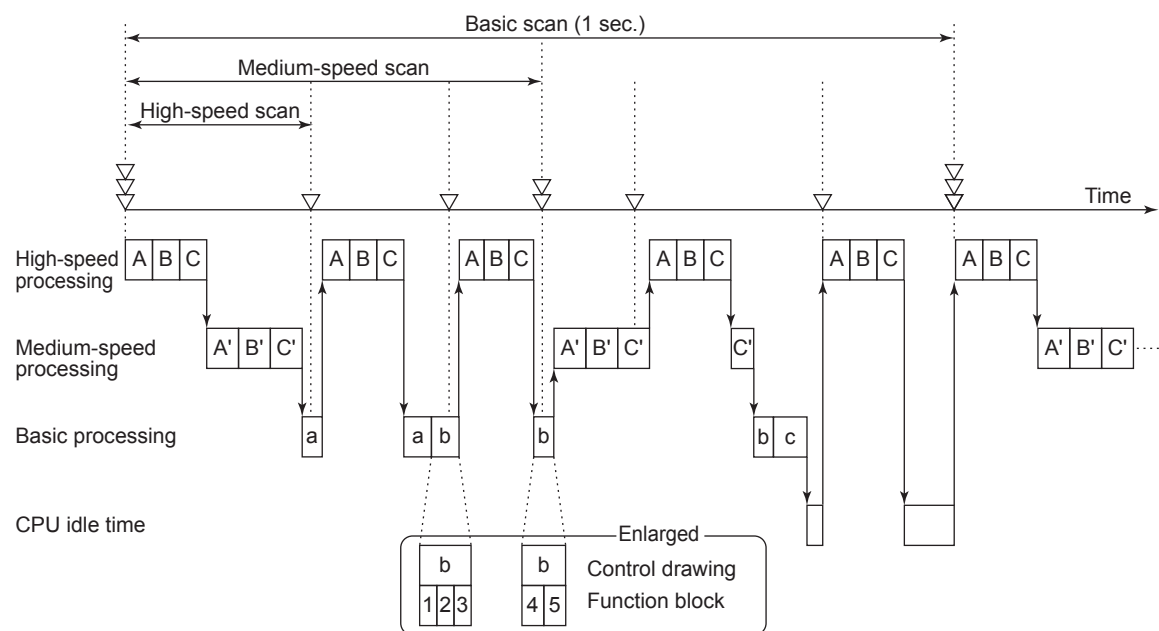 Basic scan (1 sec.)
Medium-speed scan
High-speed scan
Time
High-speed
processing
A B C A B C A B C A B C A B C A B C
Medium-speed
processing
A' B' C' A' B' C' C' A' B' C'
Basic processing
a a b b b c
CPU idle time
Enlarged
b b Control drawing
1 2 3 4 5 Function block